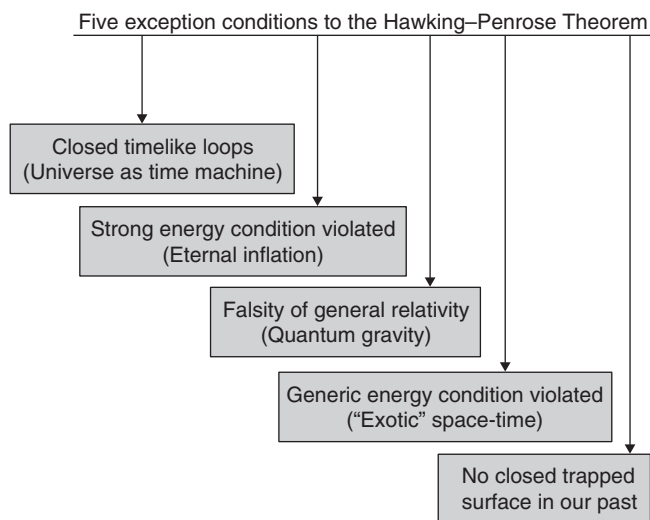 Five exception conditions to the Hawking–Penrose Theorem
Closed timelike loops
(Universe as time machine)
Strong energy condition violated
(Eternal inflation)
Falsity of general relativity
(Quantum gravity)
Generic energy condition violated
(“Exotic” space-time)
No closed trapped
surface in our past